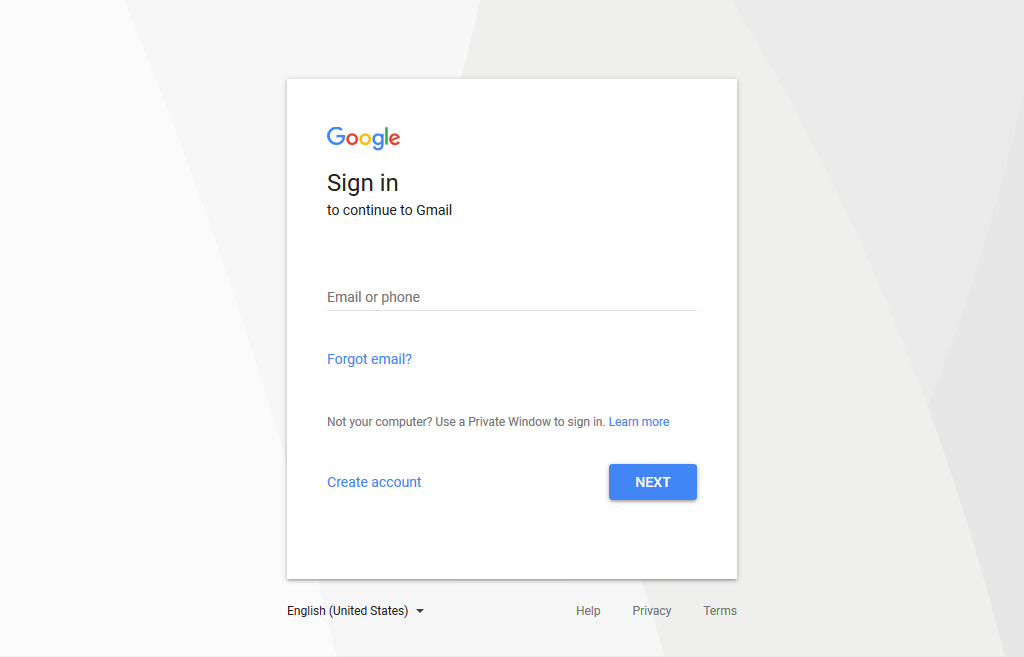 Google
Sign in
to continue to Gmail
Email or phone
Forgot email?
Not your computer? Use a Private Window to sign in. Learn more
Create account
NEXT
English (United States)
Help
Privacy
Terms